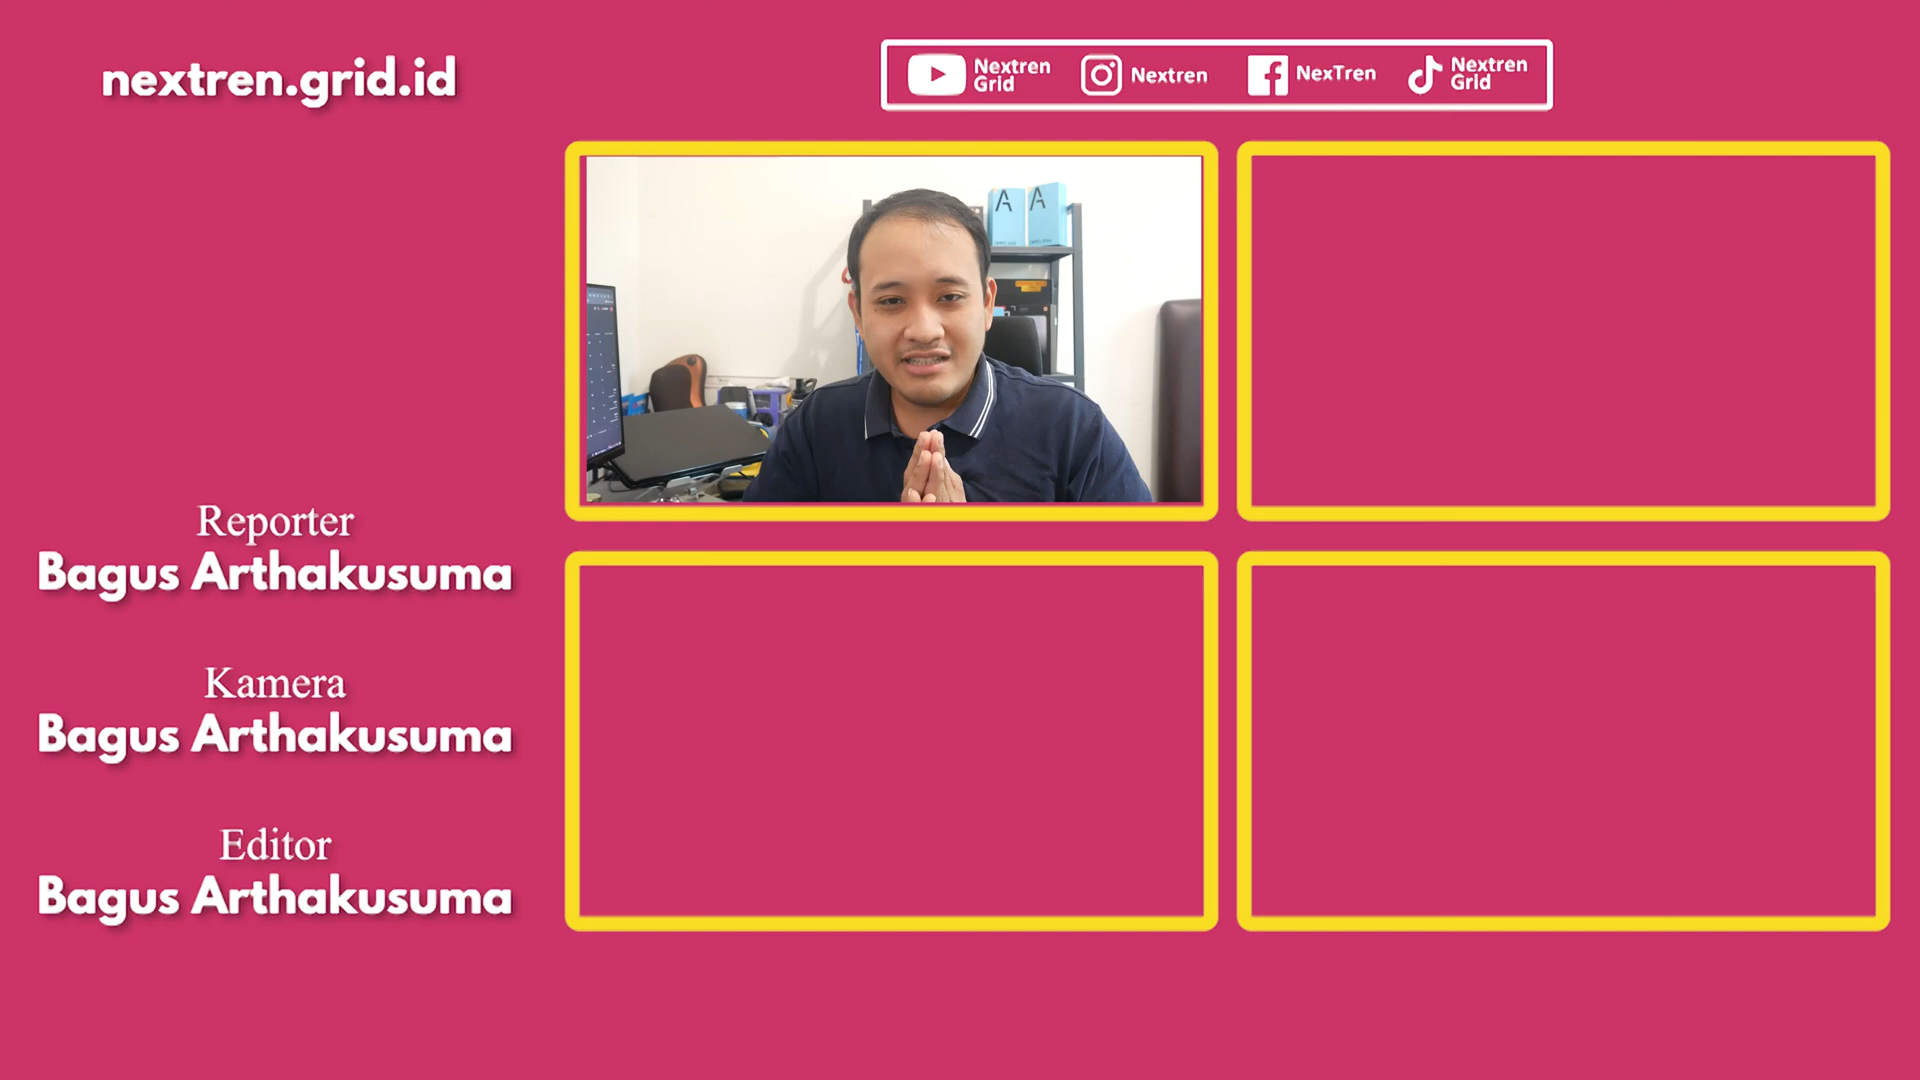 nextren.grid.id
Nextren
Grid
Nextren
NexTren
Nextren
Grid
A
A
Reporter
Bagus Arthakusuma
Kamera
Bagus Arthakusuma
Editor
Bagus Arthakusuma